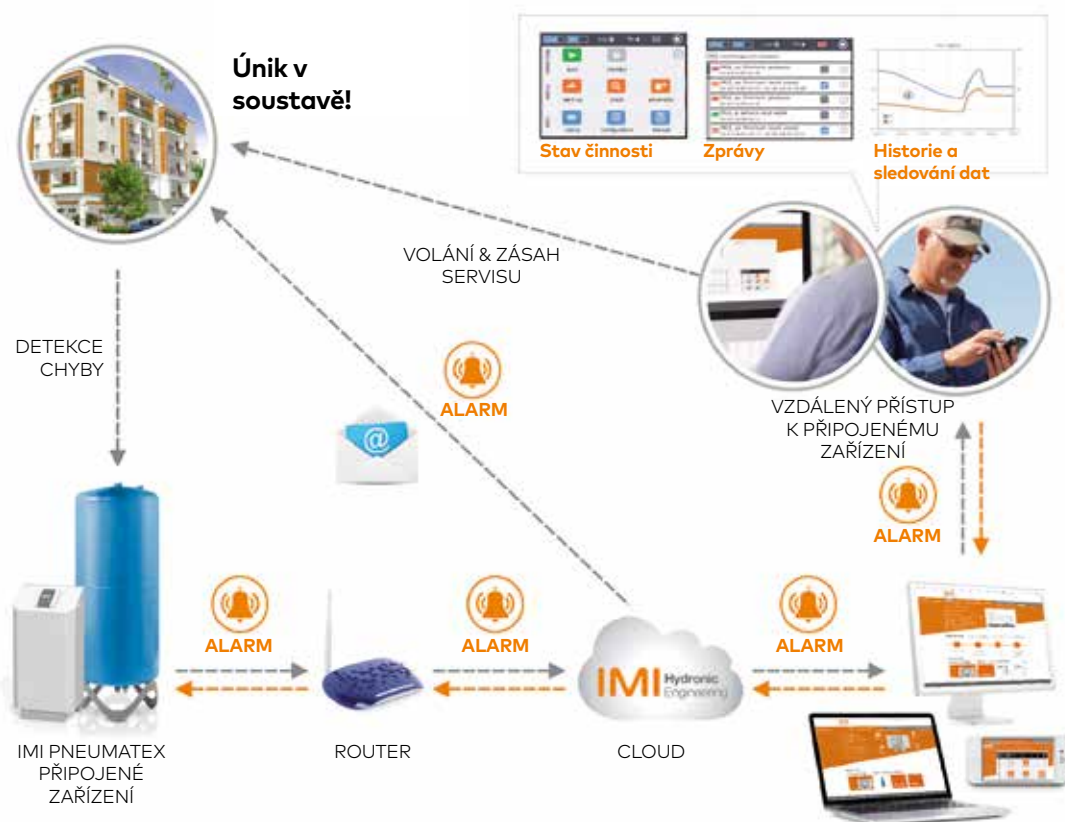 Únik v
soustavě!
Stav činnosti
Zprávy
Historie a
sledování dat
VOLÁNÍ & ZÁSAH
SERVISU
DETEKCE
CHYBY
ALARM
@
VZDÁLENÝ PŘÍSTUP
K PŘIPOJENÉMU
ZAŘÍZENÍ
ALARM
ALARM
ALARM
ALARM
IMI Hydronic
Engineering
IMI PNEUMATEX
PŘIPOJENÉ
ZAŘÍZENÍ
ROUTER
CLOUD